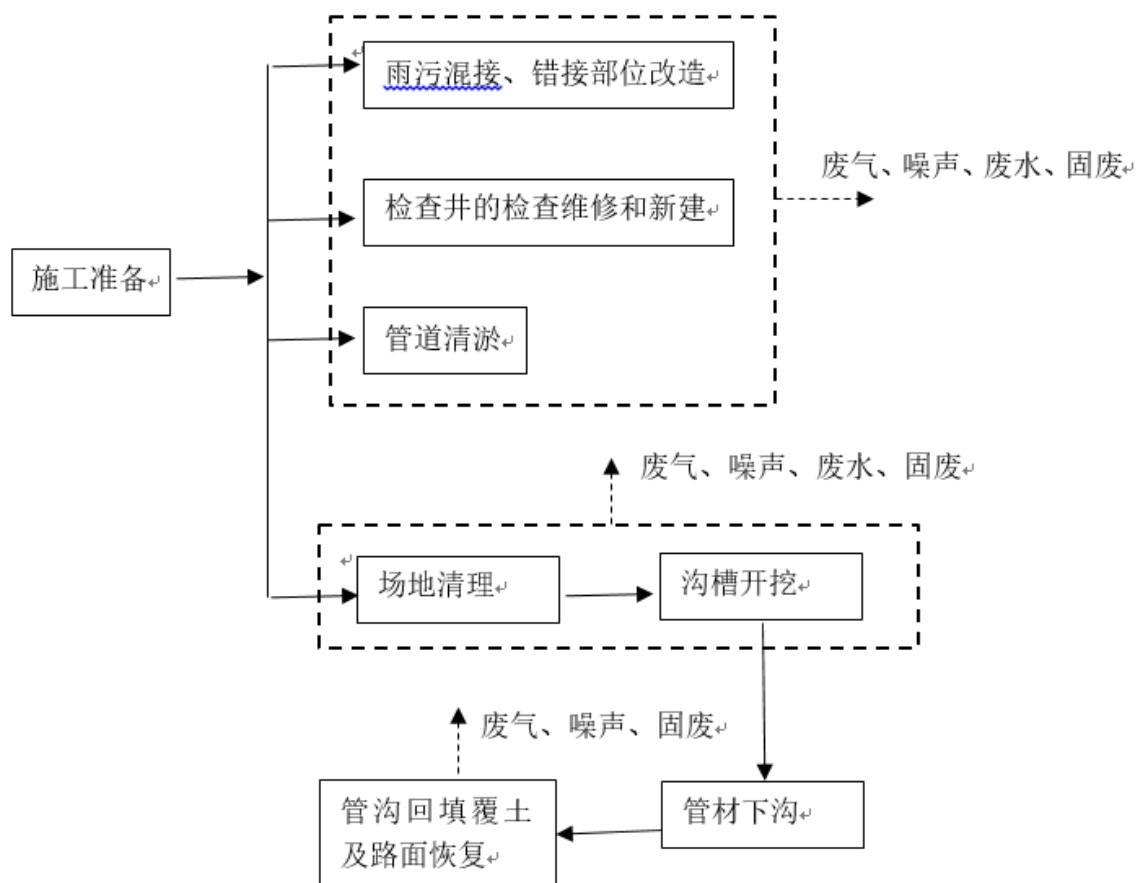 雨污混接、错接部位改造
废气、噪声、废水、固废
检查井的检查维修和新建
施工准备
管道清淤
废气、噪声、废水、固废
场地清理
沟槽开挖
废气、噪声、固废
管沟回填覆土
及路面恢复
管材下沟